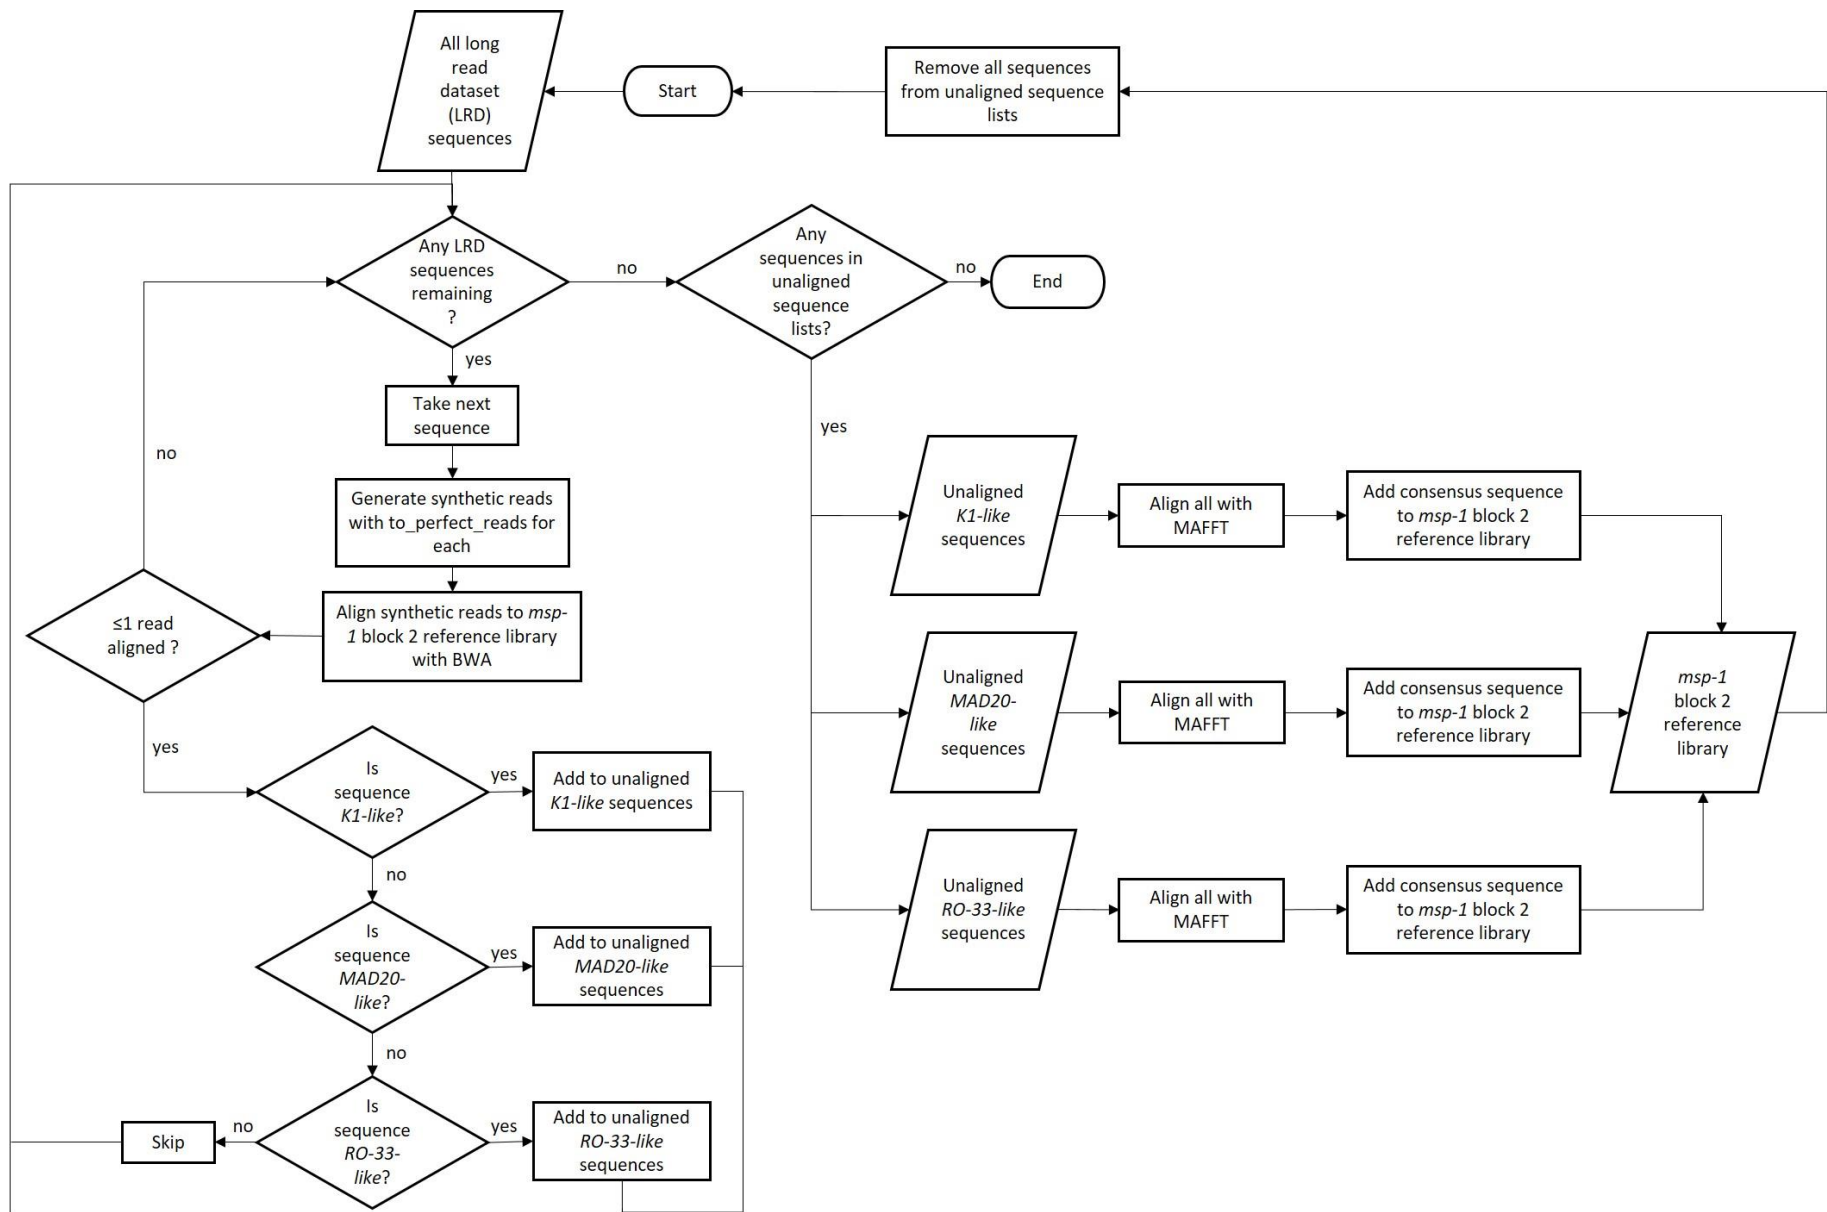 All long
read
dataset
(LRD)
sequences
Start
Remove all sequences
from unaligned sequence
lists
Any LRD
sequences
remaining
?
no
Any
sequences in
unaligned
sequence
lists?
no
End
yes
Take next
sequence
yes
no
Generate synthetic reads
with to_perfect_reads for
each
Align synthetic reads to msp-
1 block 2 reference library
with BWA
≤1 read
aligned ?
yes
Is
sequence
K1-like?
yes
Add to unaligned
K1-like sequences
no
Is
sequence
MAD20-
like?
yes
Add to unaligned
MAD20-like
sequences
no
Is
sequence
RO-33-
like?
yes
Add to unaligned
RO-33-like
sequences
no
Skip
Unaligned
K1-like
sequences
Align all with
MAFFT
Add consensus sequence
to msp-1 block 2
reference library
Unaligned
MAD20-
like
sequences
Align all with
MAFFT
Add consensus sequence
to msp-1 block 2
reference library
msp-1
block 2
reference
library
Unaligned
RO-33-like
sequences
Align all with
MAFFT
Add consensus sequence
to msp-1 block 2
reference library